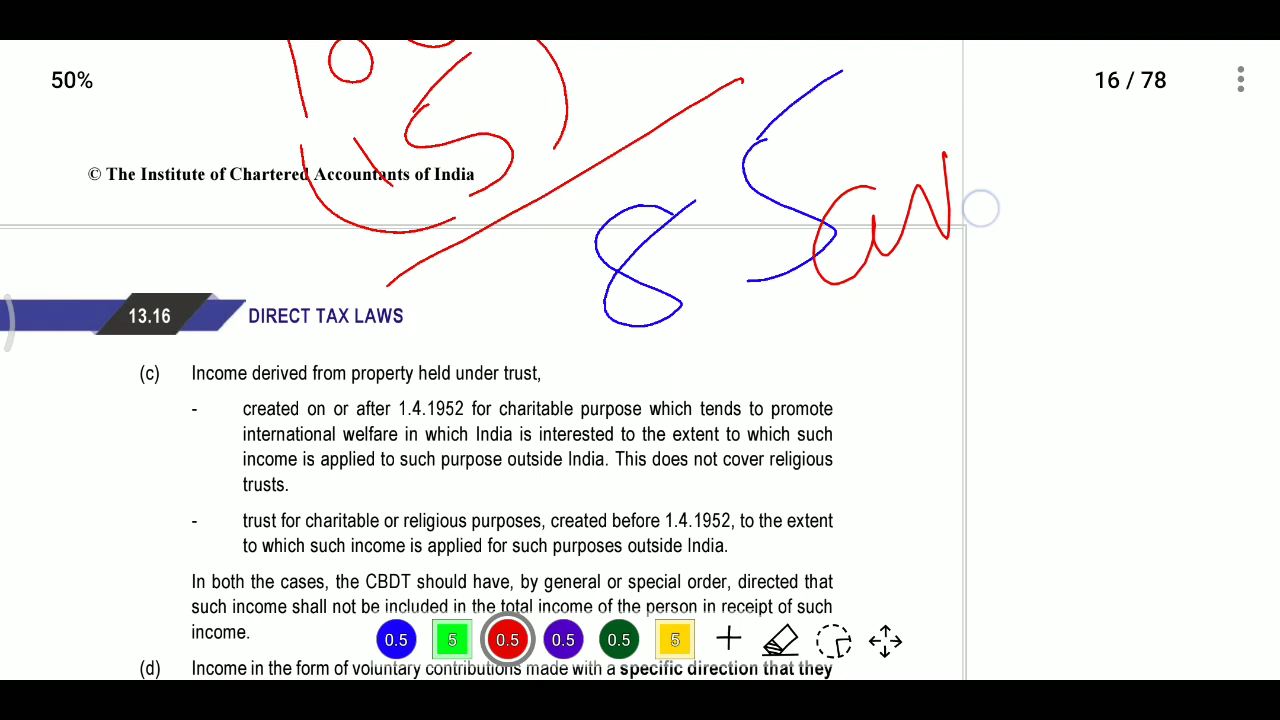 50%
16 / 78
© The Institute of Chartered Accountants of India
85
13.16 DIRECT TAX LAWS
(c) Income derived from property held under trust,
- created on or after 1.4.1952 for charitable purpose which tends to promote
international welfare in which India is interested to the extent to which such
income is applied to such purpose outside India. This does not cover religious
trusts.
- trust for charitable or religious purposes, created before 1.4.1952, to the extent
to which such income is applied for such purposes outside India.
In both the cases, the CBDT should have, by general or special order, directed that
such income shall not be included in the total income of the person in receipt of such
income.
0.5 5 0.5 0.5 0.5 5
(d) Income in the form of voluntary contributions made with a specific direction that they